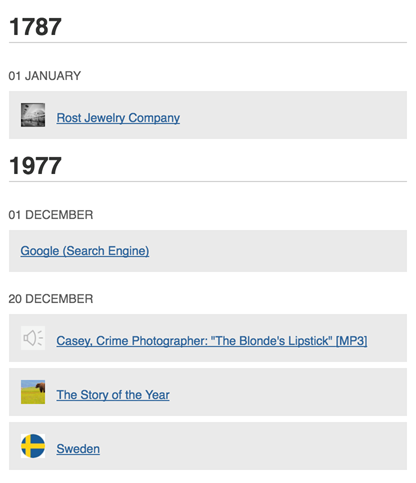 1787
01 JANUARY
Rost Jewelry Company
1977
01 DECEMBER
Google (Search Engine)
20 DECEMBER
Casey, Crime Photographer: "The Blonde's Lipstick" [MP3]
The Story of the Year
Sweden